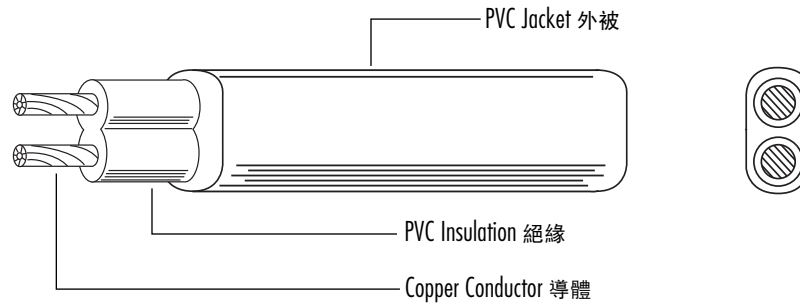 PVC Jacket 外被
PVC Insulation 絕緣
Copper Conductor 導體